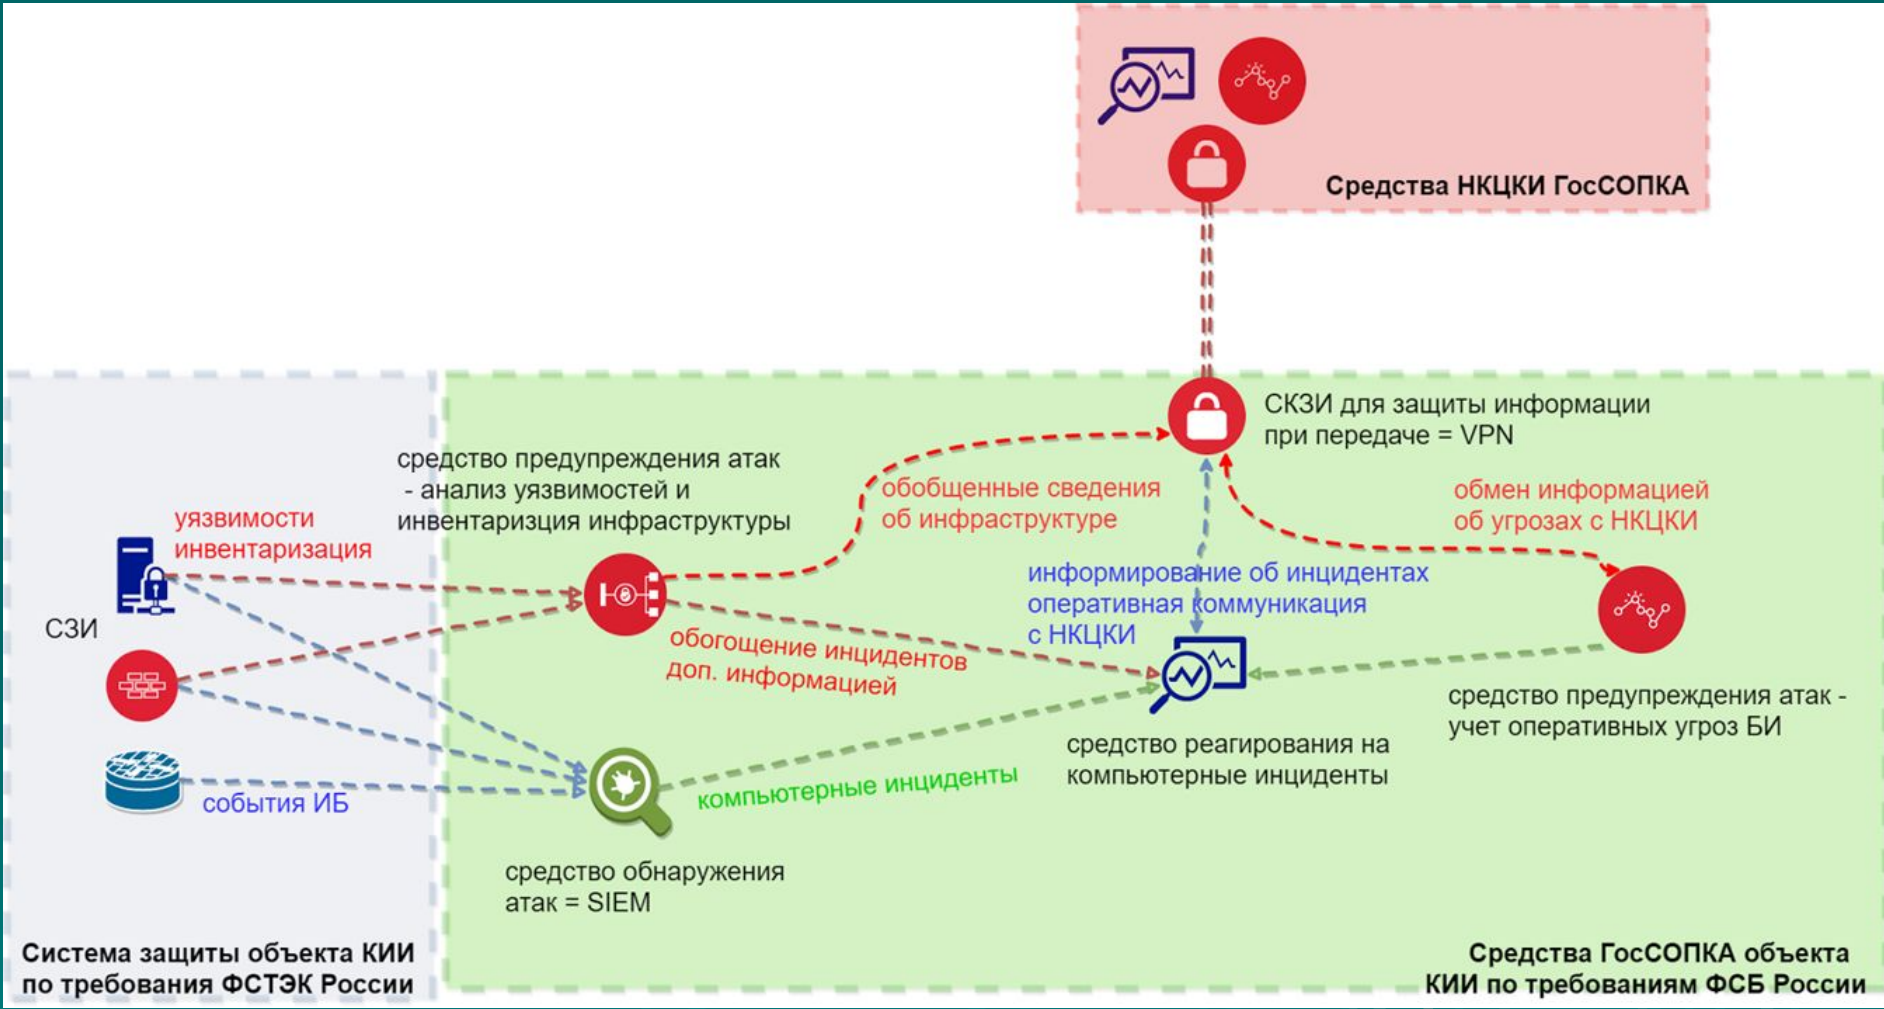 Средства НКЦКИ ГосСОПКА
СКЗИ для защиты информации
при передаче = VPN
средство предупреждения атак
- анализ уязвимостей и
инвентаризция инфраструктуры
обобщенные сведения
об инфраструктуре
обмен информацией
об угрозах с НКЦКИ
уязвимости
инвентаризация
информирование об инцидентах
оперативная коммуникация
с НКЦКИ
СЗИ
обогощение инцидентов
доп. информацией
средство предупреждения атак -
учет оперативных угроз БИ
средство реагирования на
компьютерные инциденты
события ИБ
компьютерные инциденты
средство обнаружения
атак = SIEM
Система защиты объекта КИИ
по требования ФСТЭК России
Средства ГосСОПКА объекта
КИИ по требованиям ФСБ России